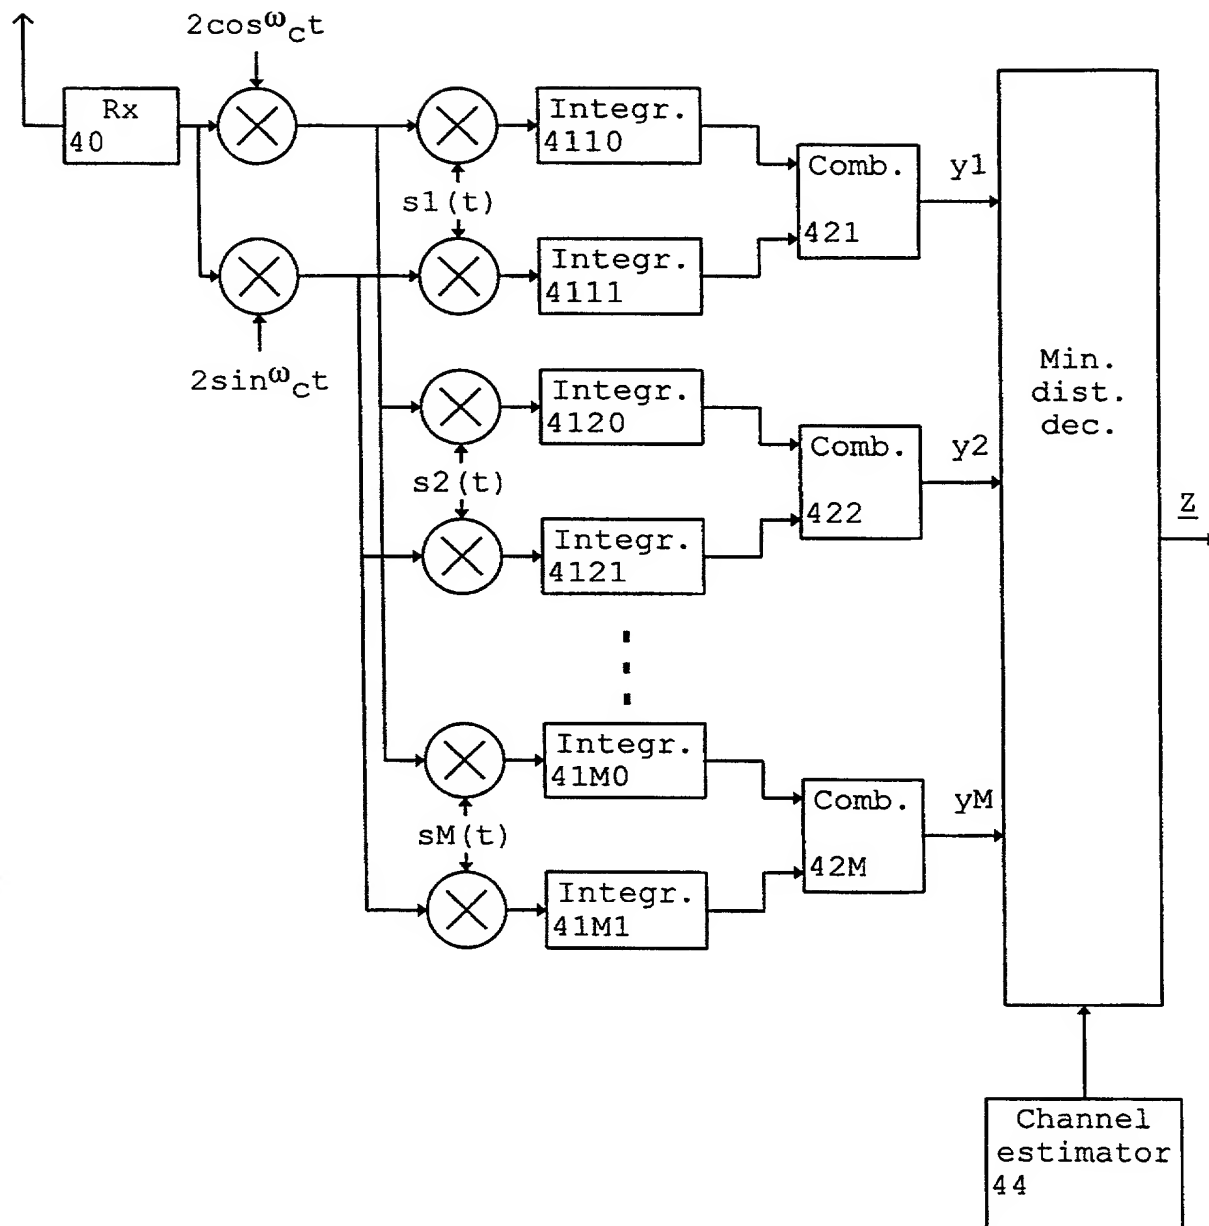 2cosωct
Rx
40
Integr.
4110
Comb.
421
y1
s1(t)
Integr.
4111
2sinωct
Min.
dist.
dec.
Integr.
4120
Comb.
422
y2
s2(t)
Integr.
4121
Z
Integr.
41M0
Comb.
42M
yM
sM(t)
Integr.
41M1
Channel
estimator
44